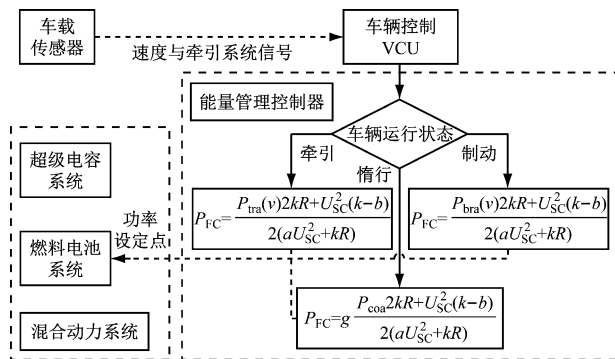 车载
传感器
速度与牵引系统信号
车辆控制
VCU
能量管理控制器
车辆运行状态
牵引
惰行
制动
超级电容
系统
燃料电池
系统
混合动力系统
功率
设定点
P_FC=P_tra(v)2kR+U_SC^2(k−b)/2(aU_SC^2+kR)
P_FC=P_bra(v)2kR+U_SC^2(k−b)/2(aU_SC^2+kR)
P_FC=g P_coa2kR+U_SC^2(k−b)/2(aU_SC^2+kR)